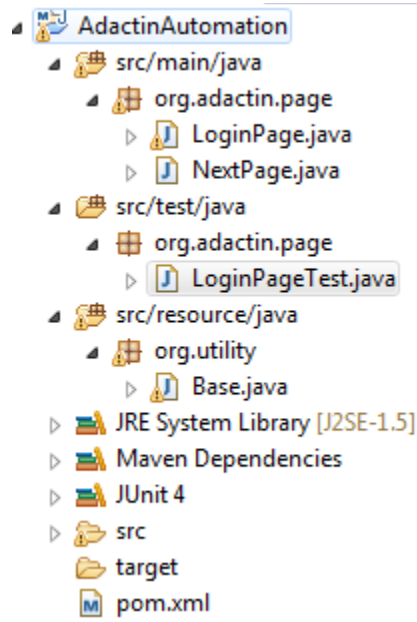 AdactinAutomation
src/main/java
org.adactin.page
LoginPage.java
NextPage.java
src/test/java
org.adactin.page
LoginPageTest.java
src/resource/java
org.utility
Base.java
JRE System Library [J2SE-1.5]
Maven Dependencies
JUnit 4
src
target
pom.xml